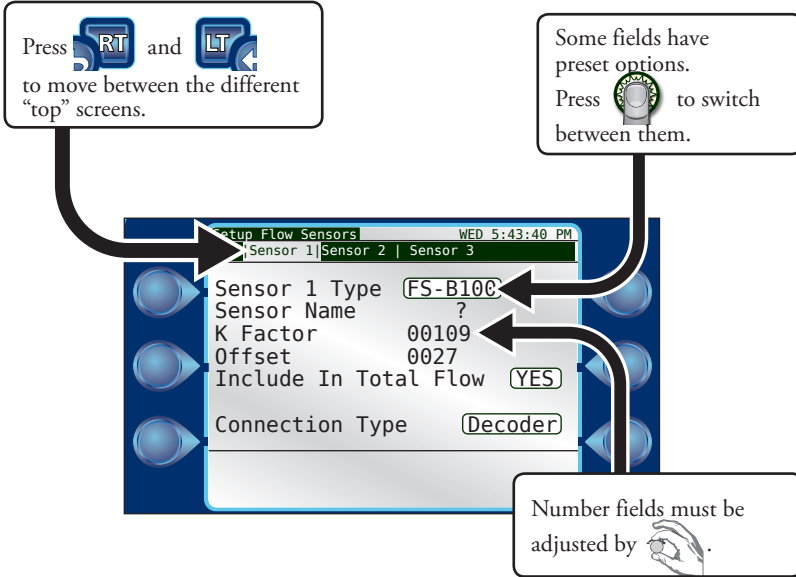 Press RT and LT
to move between the different
“top” screens.
Some fields have
preset options.
Press to switch
between them.
Setup Flow Sensors WED 5:43:40 PM
|Sensor 1|Sensor 2 | Sensor 3
Sensor 1 Type FS-B100
Sensor Name ?
K Factor 00109
Offset 0027
Include In Total Flow YES
Connection Type Decoder
Number fields must be
adjusted by .